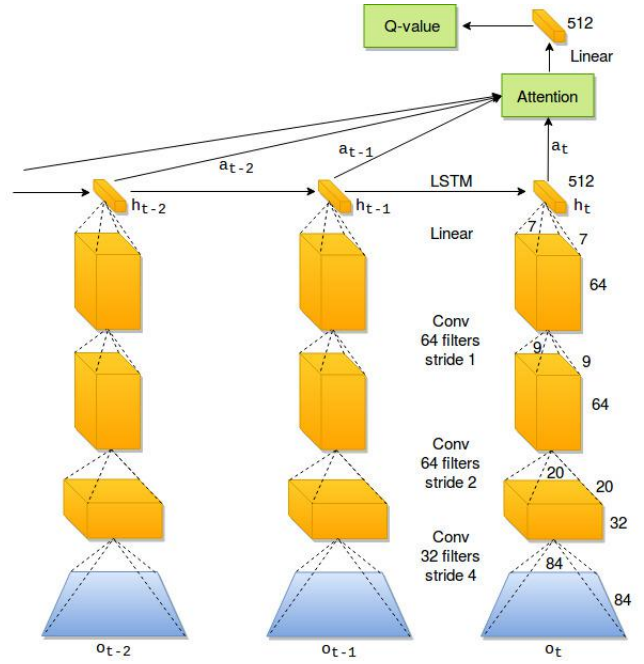 Q-value
512
Linear
Attention
a_{t-2}
a_{t-1}
a_t
LSTM
512
h_{t-2}
h_{t-1}
h_t
Linear
7
7
64
Conv
64 filters
stride 1
9
9
64
Conv
64 filters
stride 2
20
20
32
Conv
32 filters
stride 4
84
84
o_{t-2}
o_{t-1}
o_t